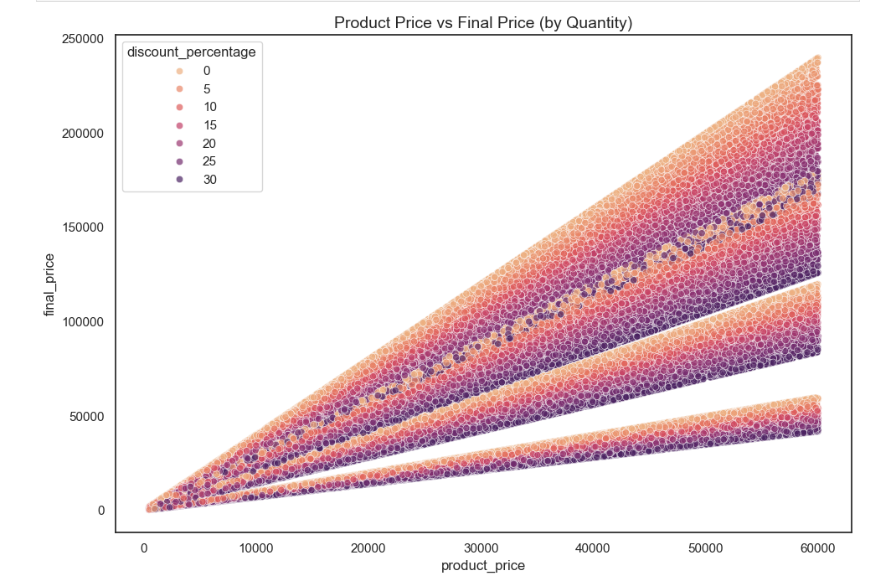 Product Price vs Final Price (by Quantity)
250000
200000
150000
100000
50000
0
final_price
discount_percentage
0
5
10
15
20
25
30
0 10000 20000 30000 40000 50000 60000
product_price